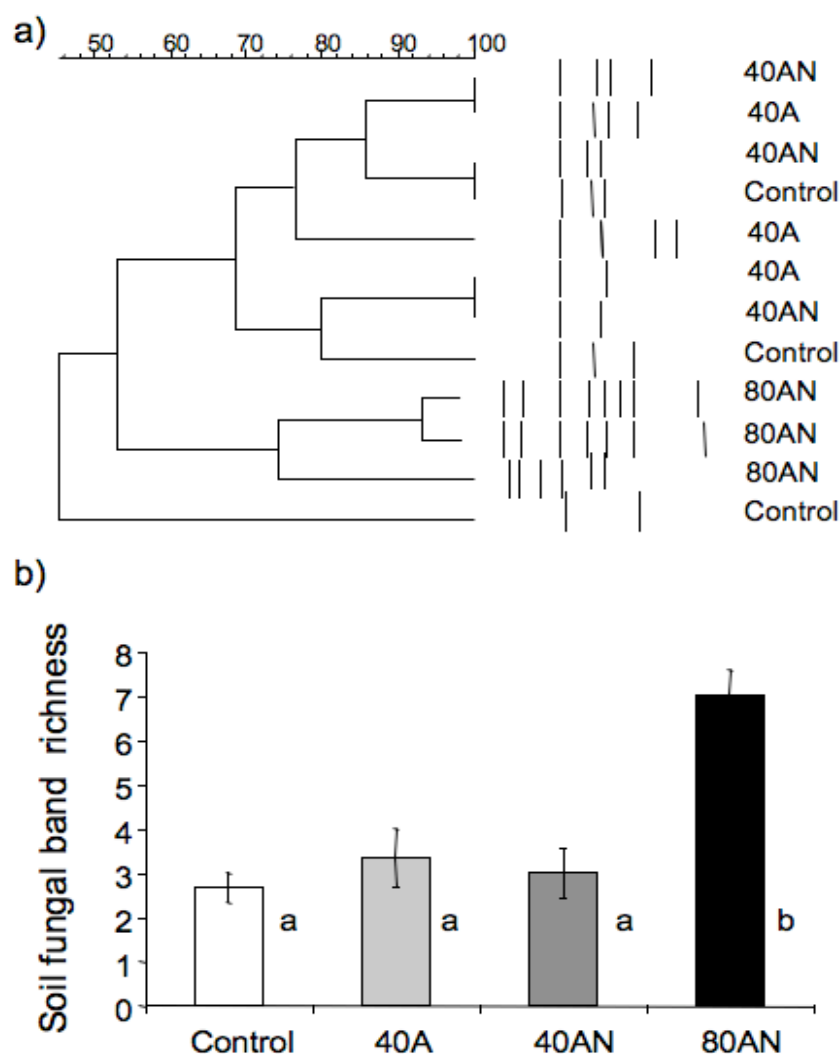 a)
50 60 70 80 90 100
40AN
40A
40AN
Control
40A
40A
40AN
Control
80AN
80AN
80AN
Control
b)
Soil fungal band richness
8
7
6
5
4
3
2
1
0
a a a b
Control 40A 40AN 80AN